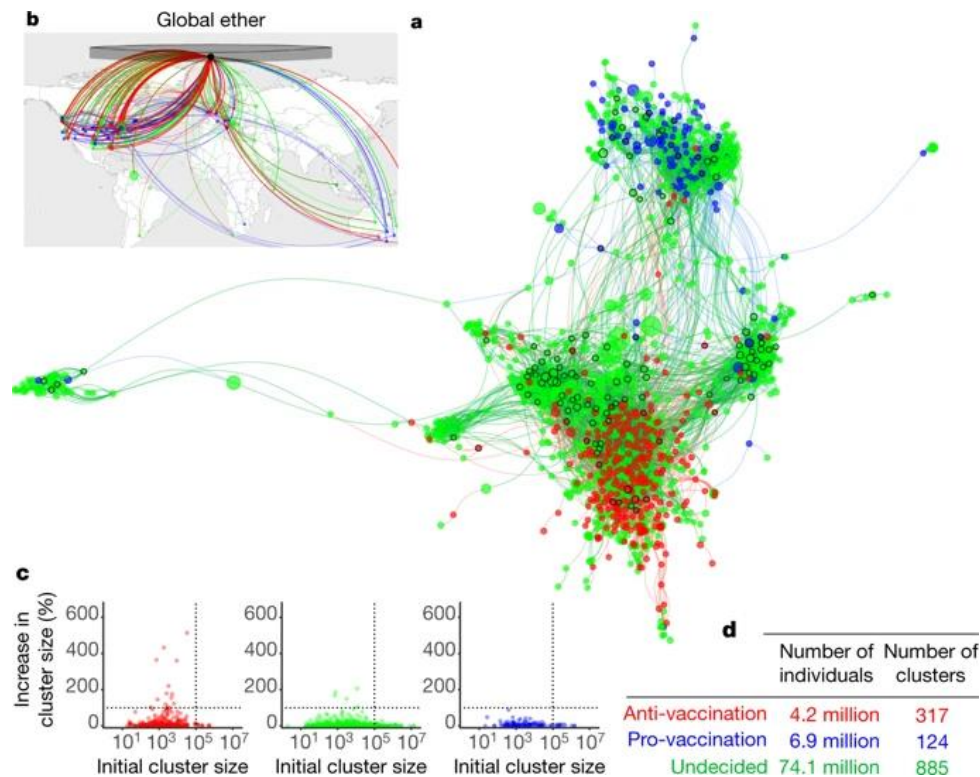 b
Global ether
a
c
Increase in
cluster size (%)
600
400
200
0
10¹ 10³ 10⁵ 10⁷
Initial cluster size
600
400
200
0
10¹ 10³ 10⁵ 10⁷
Initial cluster size
600
400
200
0
10¹ 10³ 10⁵ 10⁷
Initial cluster size
d
Number of Number of
individuals clusters
Anti-vaccination 4.2 million 317
Pro-vaccination 6.9 million 124
Undecided 74.1 million 885